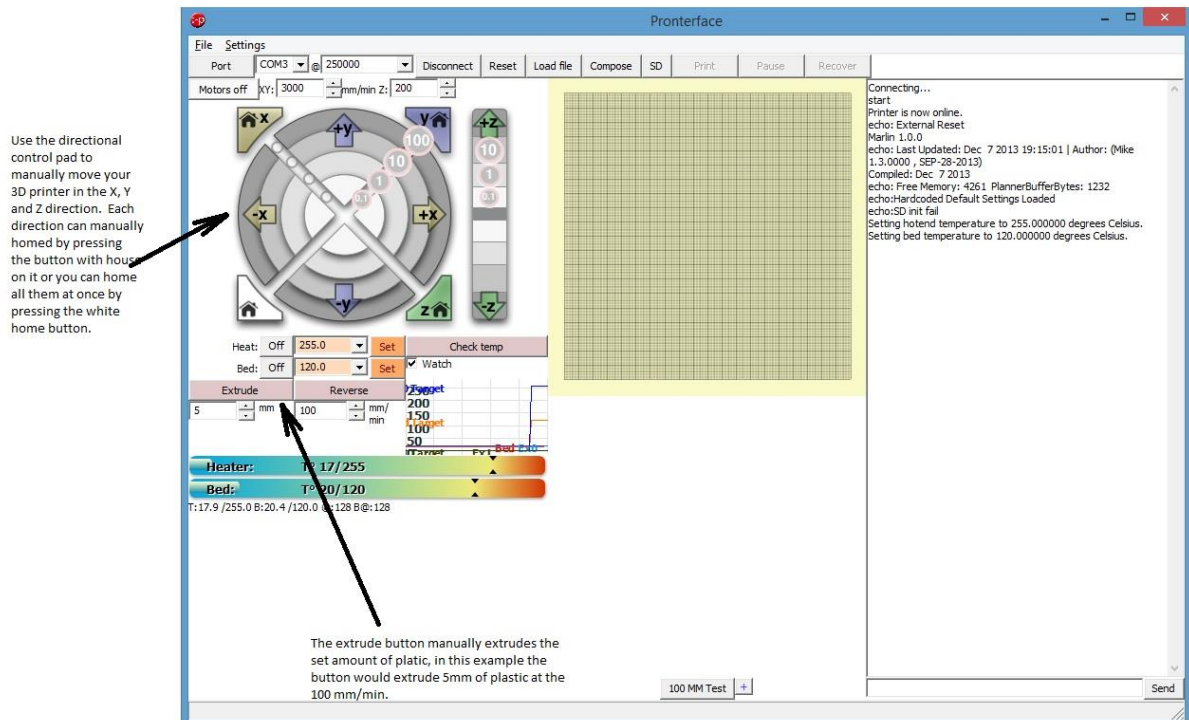 Pronterface
File Settings
Port COM3 @ 250000 Disconnect Reset Load file Compose SD Print Pause Recover
Motors off XY: 3000 mm/min Z: 200
x
+y
y
100
10
1
0.1
-x
+x
-y
z
+z
10
1
0.1
-z
Heat: Off 255.0 Set Check temp
Bed: Off 120.0 Set Watch
Extrude Reverse
5 mm 100 mm/
min
Target
250
200
150
Target
100
50
Bed Ex0
Target Ex1
Heater: T° 17/255
Bed: T° 20/120
T:17.9 /255.0 B:20.4 /120.0 @:128 B@:128
Connecting...
start
Printer is now online.
echo: External Reset
Marlin 1.0.0
echo: Last Updated: Dec 7 2013 19:15:01 | Author: (Mike
1.3.0000 , SEP-28-2013)
Compiled: Dec 7 2013
echo: Free Memory: 4261 PlannerBufferBytes: 1232
echo:Hardcoded Default Settings Loaded
echo:SD init fail
Setting hotend temperature to 255.000000 degrees Celsius.
Setting bed temperature to 120.000000 degrees Celsius.
100 MM Test +
Send
Use the directional
control pad to
manually move your
3D printer in the X, Y
and Z direction. Each
direction can manually
homed by pressing
the button with house
on it or you can home
all them at once by
pressing the white
home button.
The extrude button manually extrudes the
set amount of platic, in this example the
button would extrude 5mm of plastic at the
100 mm/min.